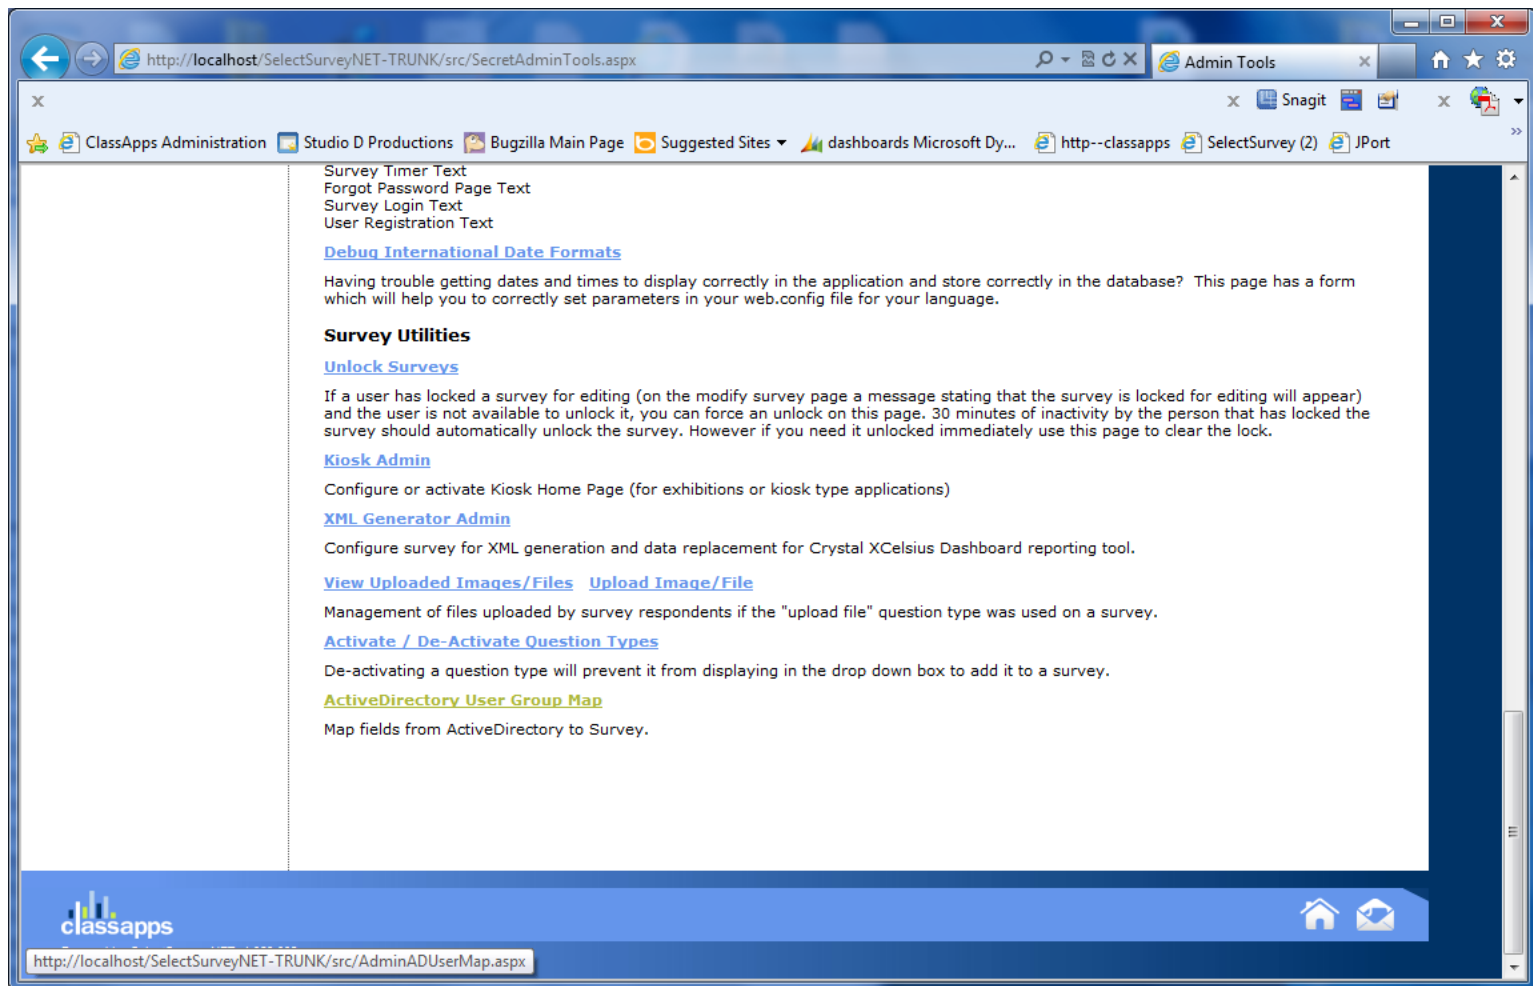 http://localhost/SelectSurveyNET-TRUNK/src/SecretAdminTools.aspx
Admin Tools
Snagit
ClassApps Administration Studio D Productions Bugzilla Main Page Suggested Sites dashboards Microsoft Dy... http--classapps SelectSurvey (2) JPort
Survey Timer Text
Forgot Password Page Text
Survey Login Text
User Registration Text
Debug International Date Formats
Having trouble getting dates and times to display correctly in the application and store correctly in the database? This page has a form
which will help you to correctly set parameters in your web.config file for your language.
Survey Utilities
Unlock Surveys
If a user has locked a survey for editing (on the modify survey page a message stating that the survey is locked for editing will appear)
and the user is not available to unlock it, you can force an unlock on this page. 30 minutes of inactivity by the person that has locked the
survey should automatically unlock the survey. However if you need it unlocked immediately use this page to clear the lock.
Kiosk Admin
Configure or activate Kiosk Home Page (for exhibitions or kiosk type applications)
XML Generator Admin
Configure survey for XML generation and data replacement for Crystal XCelsius Dashboard reporting tool.
View Uploaded Images/Files Upload Image/File
Management of files uploaded by survey respondents if the "upload file" question type was used on a survey.
Activate / De-Activate Question Types
De-activating a question type will prevent it from displaying in the drop down box to add it to a survey.
ActiveDirectory User Group Map
Map fields from ActiveDirectory to Survey.
classapps
http://localhost/SelectSurveyNET-TRUNK/src/AdminADUserMap.aspx